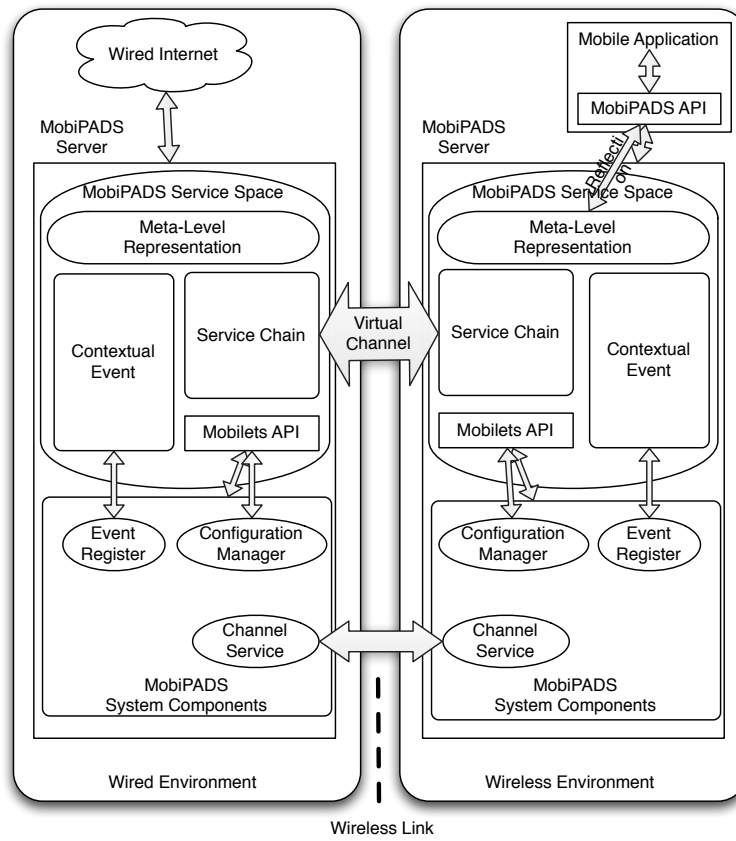 Wired Internet
MobiPADS
Server
MobiPADS Service Space
Meta-Level
Representation
Contextual
Event
Service Chain
Mobilets API
Event
Register
Configuration
Manager
Channel
Service
MobiPADS
System Components
Wired Environment
Virtual
Channel
Mobile Application
MobiPADS API
MobiPADS
Server
Reflecti
on
MobiPADS Service Space
Meta-Level
Representation
Service Chain
Contextual
Event
Mobilets API
Configuration
Manager
Event
Register
Channel
Service
MobiPADS
System Components
Wireless Environment
Wireless Link